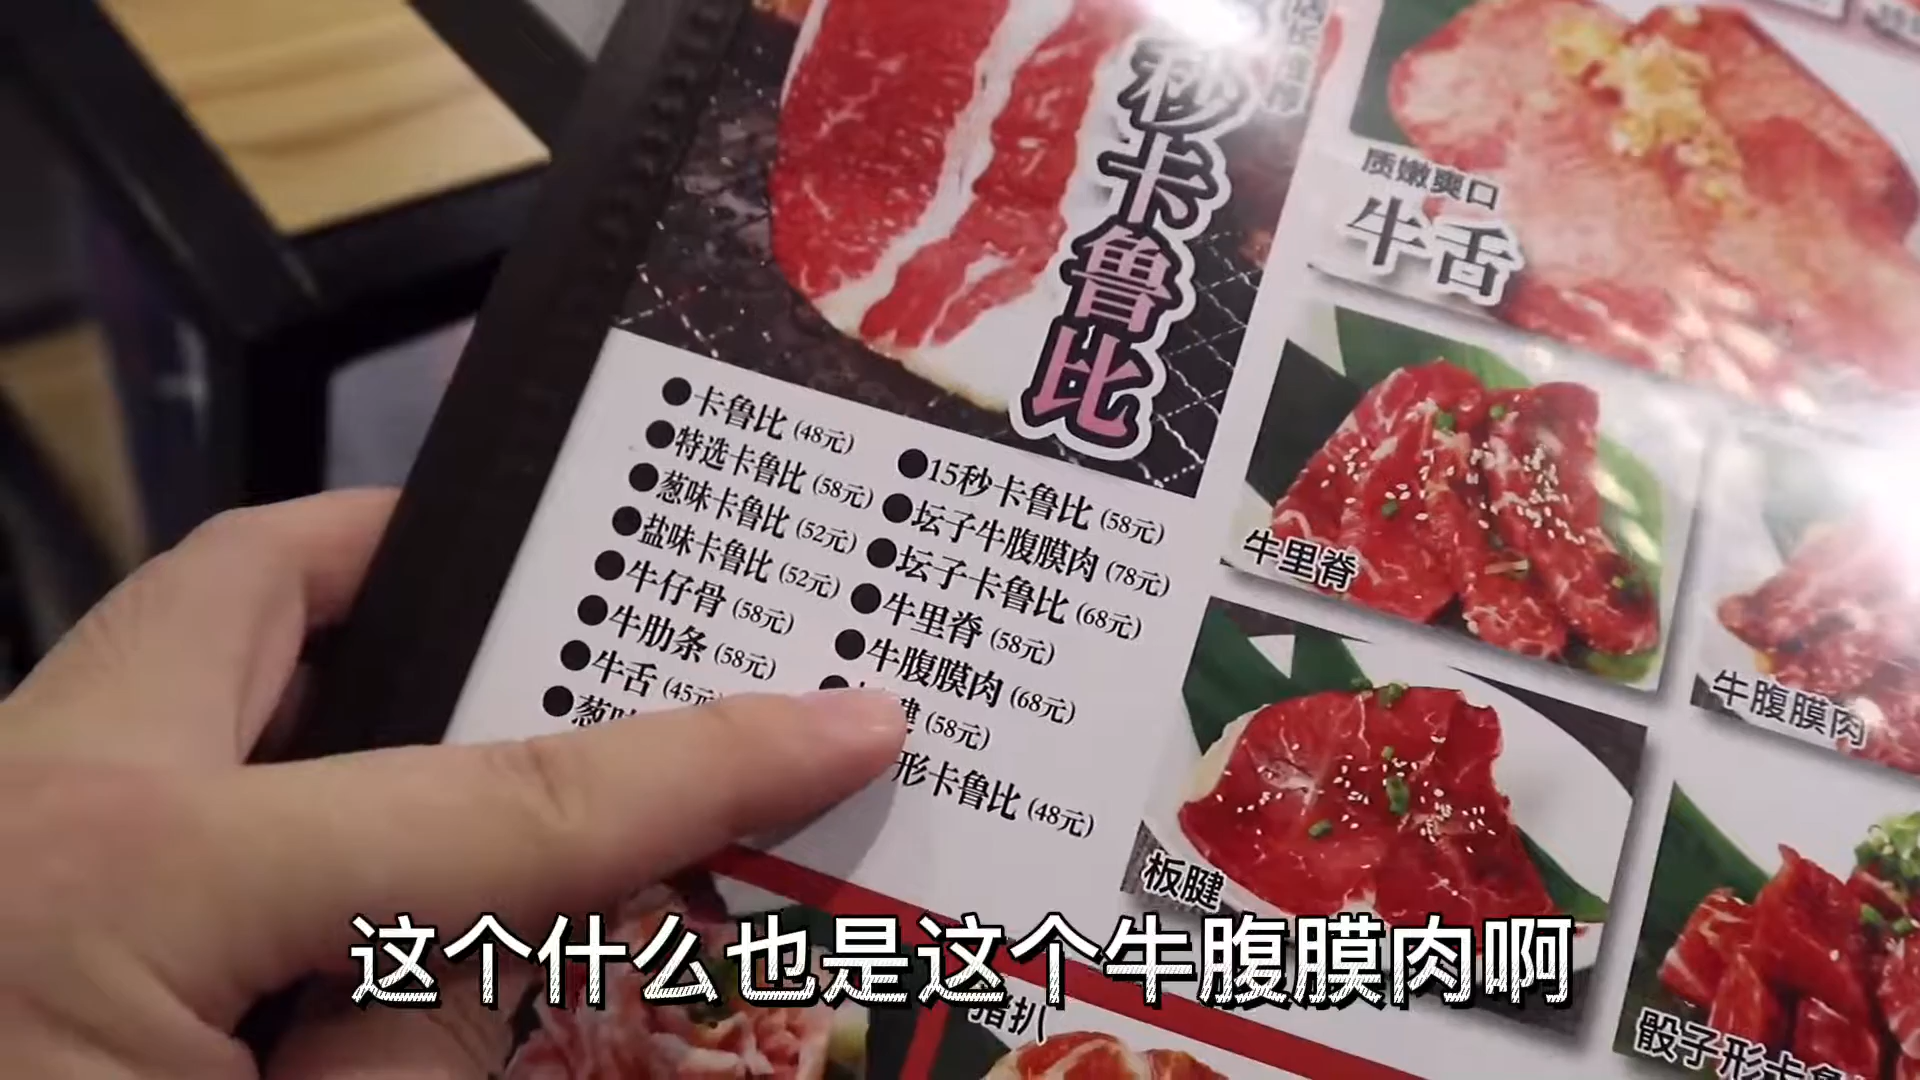 秒卡鲁比
质嫩爽口
牛舌
●卡鲁比 (48元)
●特选卡鲁比 (58元)
●葱味卡鲁比 (52元)
●盐味卡鲁比 (52元)
●牛仔骨 (58元)
●牛肋条 (58元)
●牛舌 (45元)
●葱味
●15秒卡鲁比 (58元)
●坛子牛腹膜肉 (78元)
●坛子卡鲁比 (68元)
●牛里脊 (58元)
●牛腹膜肉 (68元)
腱 (58元)
形卡鲁比 (48元)
牛里脊
牛腹膜肉
板腱
骰子形卡鲁
猪扒
这个什么也是这个牛腹膜肉啊